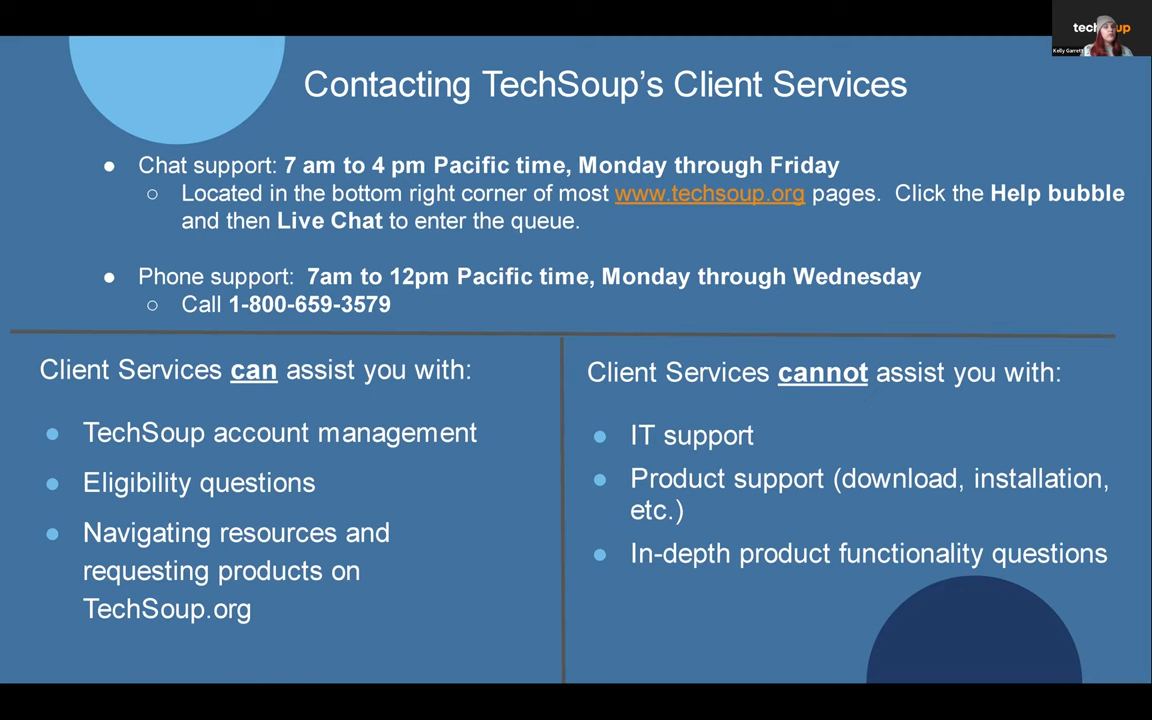 techsoup
Kelly Garrett
Contacting TechSoup's Client Services
● Chat support: 7 am to 4 pm Pacific time, Monday through Friday
○ Located in the bottom right corner of most www.techsoup.org pages. Click the Help bubble
and then Live Chat to enter the queue.
● Phone support: 7am to 12pm Pacific time, Monday through Wednesday
○ Call 1-800-659-3579
Client Services can assist you with:
● TechSoup account management
● Eligibility questions
● Navigating resources and
requesting products on
TechSoup.org
Client Services cannot assist you with:
● IT support
● Product support (download, installation,
etc.)
● In-depth product functionality questions